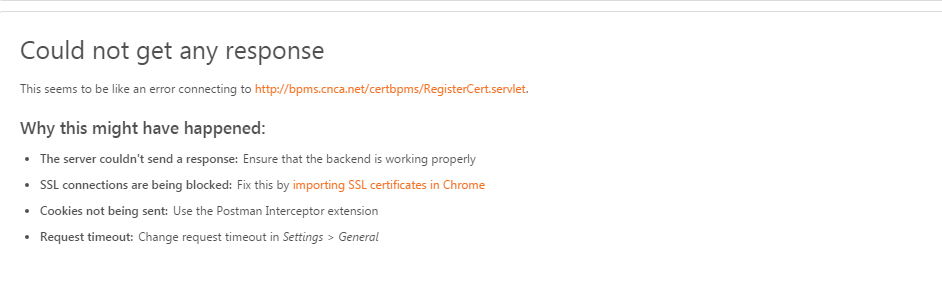 Could not get any response
This seems to be like an error connecting to http://bpms.cnca.net/certbpms/RegisterCert.servlet.
Why this might have happened:
• The server couldn't send a response: Ensure that the backend is working properly
• SSL connections are being blocked: Fix this by importing SSL certificates in Chrome
• Cookies not being sent: Use the Postman Interceptor extension
• Request timeout: Change request timeout in Settings > General